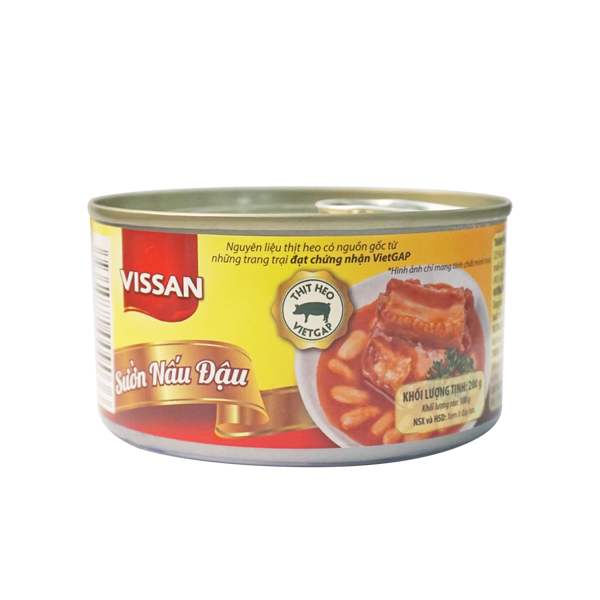 Nguyên liệu thịt heo có nguồn gốc từ
những trang trại đạt chứng nhận VietGAP
*Hình ảnh chỉ mang tính chất minh họa
VISSAN
THỊT HEO
VIETGAP
Sườn Nấu Đậu
KHỐI LƯỢNG TỊNH: 200 g
Khối lượng ráo: 100 g
NSX và HSD: Xem ở đáy lon.